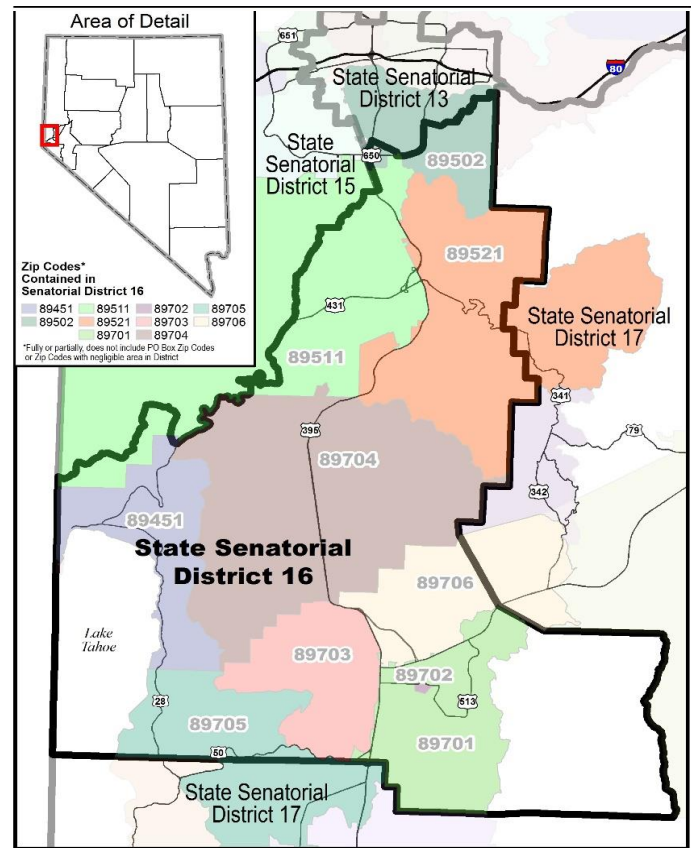 Area of Detail
Zip Codes*
Contained in
Senatorial District 16
89451 89511 89702 89705
89502 89521 89703 89706
89701 89704
*Fully or partially, does not include PO Box Zip Codes
or Zip Codes with negligible area in District
651
80
State Senatorial
District 13
State
Senatorial
District 15
650
89502
89521
431
State Senatorial
District 17
89511
341
395
79
89704
342
89451
State Senatorial
District 16
89706
Lake
Tahoe
89703
89702
28
513
89705
89701
50
State Senatorial
District 17